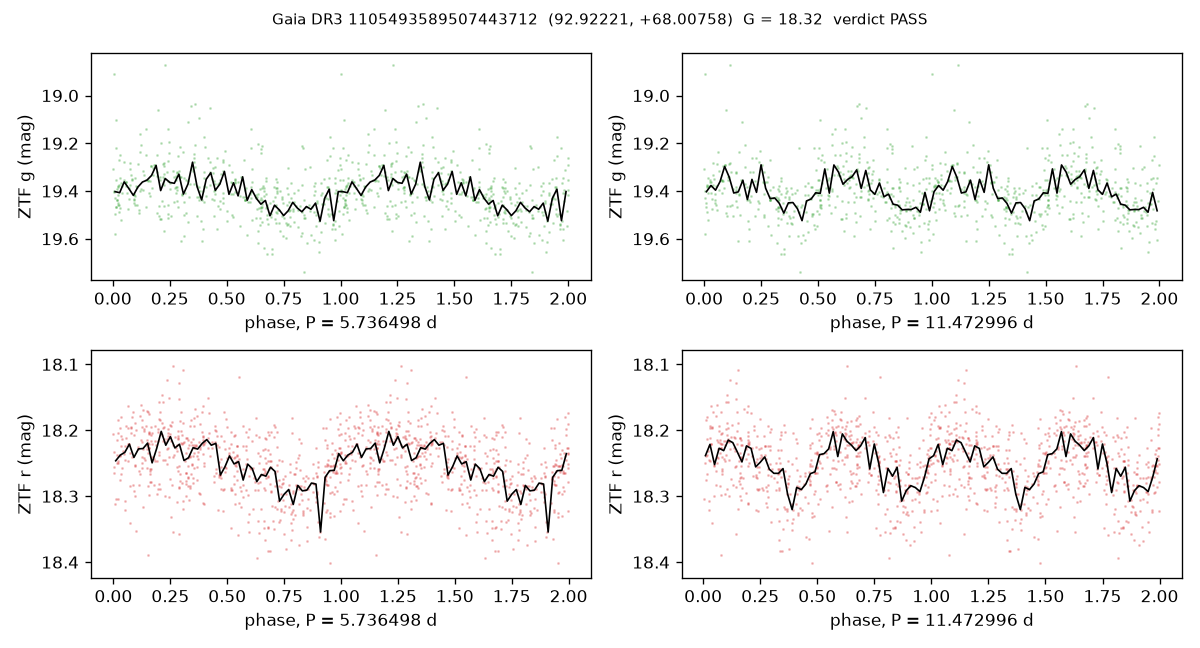 Gaia DR3 1105493589507443712 (92.92221, +68.00758) G = 18.32 verdict PASS
ZTF g (mag)
19.0
19.2
19.4
19.6
0.00 0.25 0.50 0.75 1.00 1.25 1.50 1.75 2.00
phase, P = 5.736498 d
ZTF g (mag)
19.0
19.2
19.4
19.6
0.00 0.25 0.50 0.75 1.00 1.25 1.50 1.75 2.00
phase, P = 11.472996 d
ZTF r (mag)
18.1
18.2
18.3
18.4
0.00 0.25 0.50 0.75 1.00 1.25 1.50 1.75 2.00
phase, P = 5.736498 d
ZTF r (mag)
18.1
18.2
18.3
18.4
0.00 0.25 0.50 0.75 1.00 1.25 1.50 1.75 2.00
phase, P = 11.472996 d